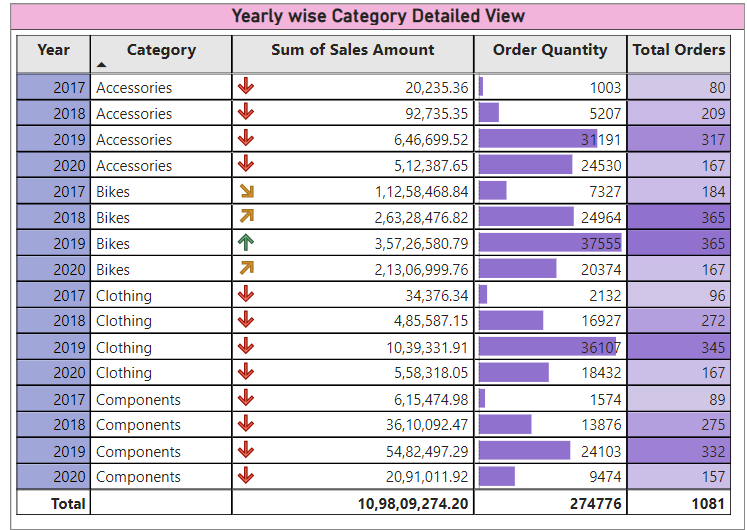 Yearly wise Category Detailed View
Year Category Sum of Sales Amount Order Quantity Total Orders
2017 Accessories 20,235.36 1003 80
2018 Accessories 92,735.35 5207 209
2019 Accessories 6,46,699.52 31191 317
2020 Accessories 5,12,387.65 24530 167
2017 Bikes 1,12,58,468.84 7327 184
2018 Bikes 2,63,28,476.82 24964 365
2019 Bikes 3,57,26,580.79 37555 365
2020 Bikes 2,13,06,999.76 20374 167
2017 Clothing 34,376.34 2132 96
2018 Clothing 4,85,587.15 16927 272
2019 Clothing 10,39,331.91 36107 345
2020 Clothing 5,58,318.05 18432 167
2017 Components 6,15,474.98 1574 89
2018 Components 36,10,092.47 13876 275
2019 Components 54,82,497.29 24103 332
2020 Components 20,91,011.92 9474 157
Total 10,98,09,274.20 274776 1081